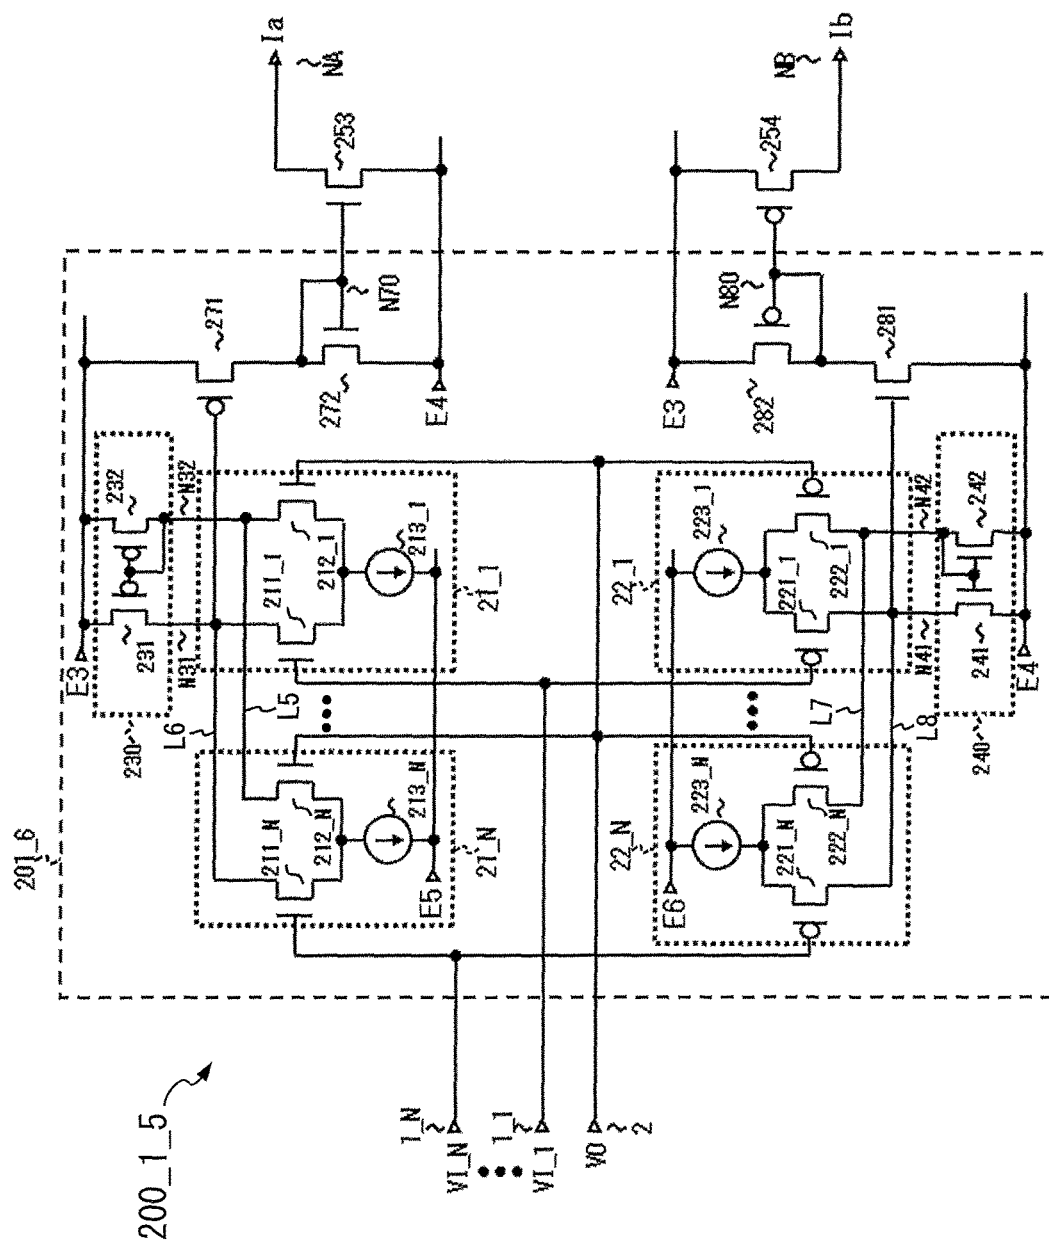 200_1_5
201_6
Ia
NA
253
E4
N70
272
271
E3
230
231
232
N31
N32
L6
L5
211_1
212_1
213_1
21_1
211_N
212_N
213_N
21_N
E5
Ib
NB
254
N80
E3
282
281
223_1
22_1
221_1
222_1
N41
N42
241
242
E4
240
L7
L8
223_N
22_N
221_N
222_N
E6
1_N
VI_N
1_1
VI_1
VO
2